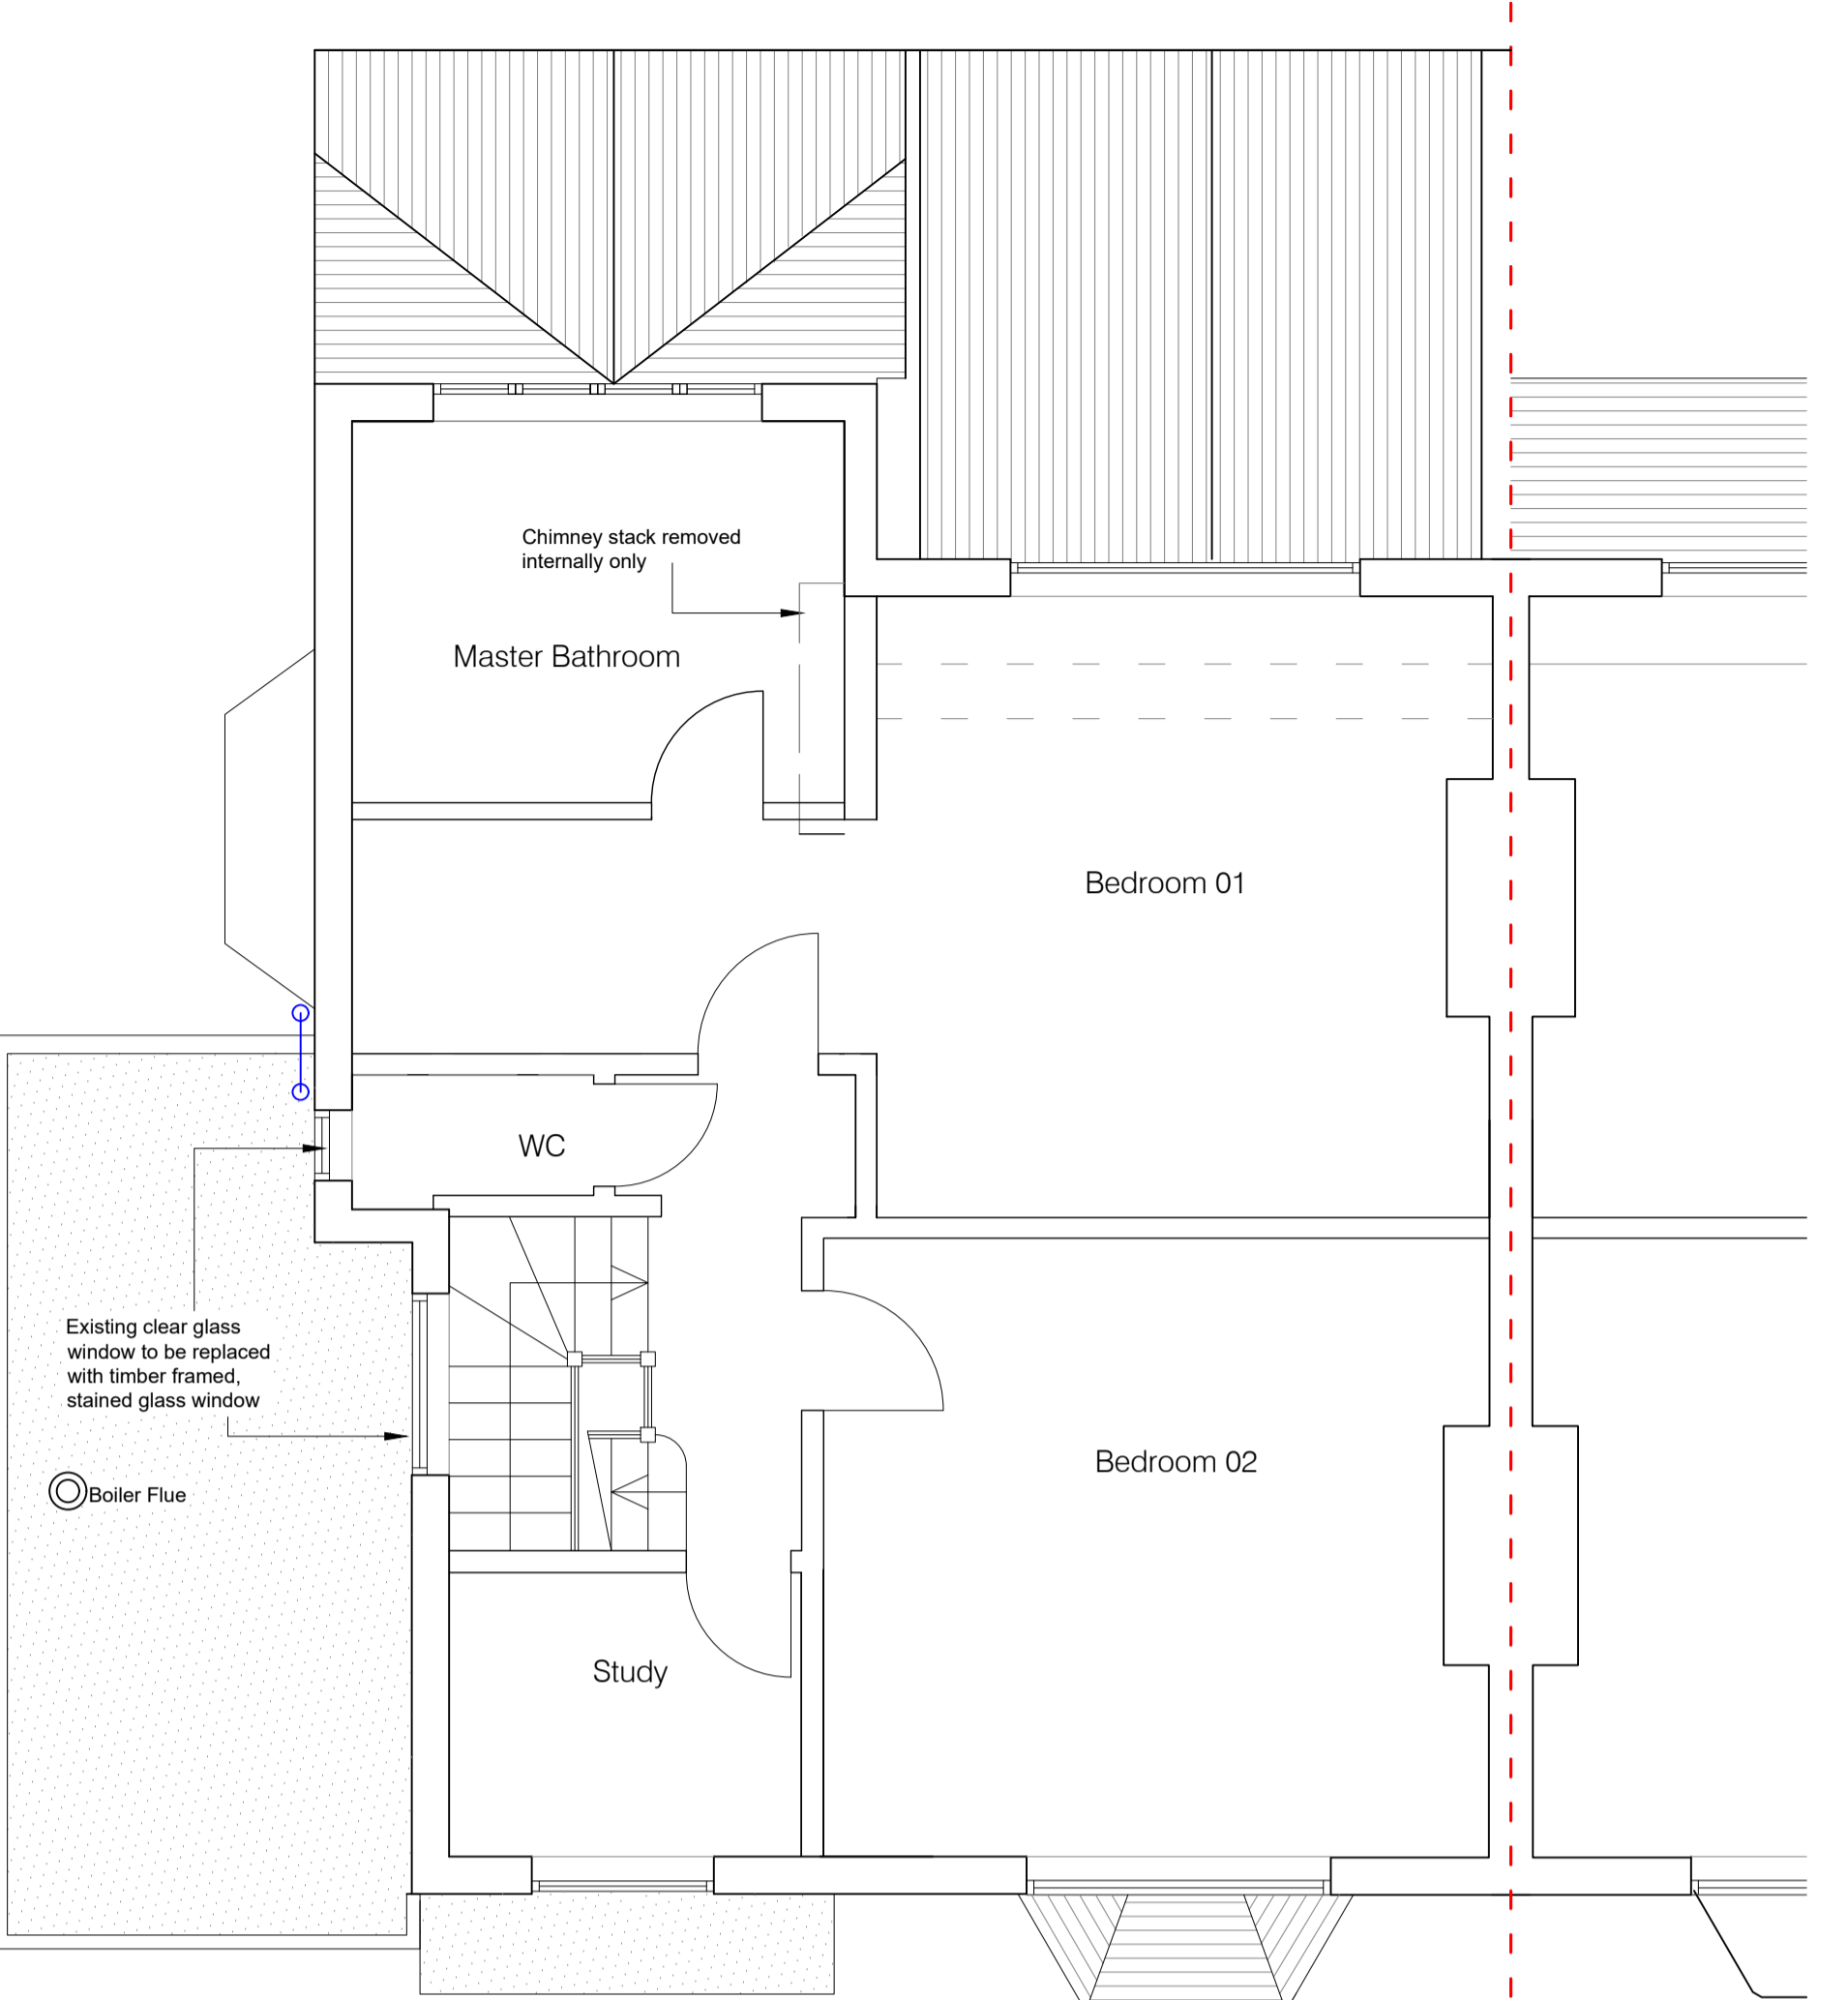 Chimney stack removed
internally only
Master Bathroom
Bedroom 01
WC
Existing clear glass
window to be replaced
with timber framed,
stained glass window
Bedroom 02
Boiler Flue
Study